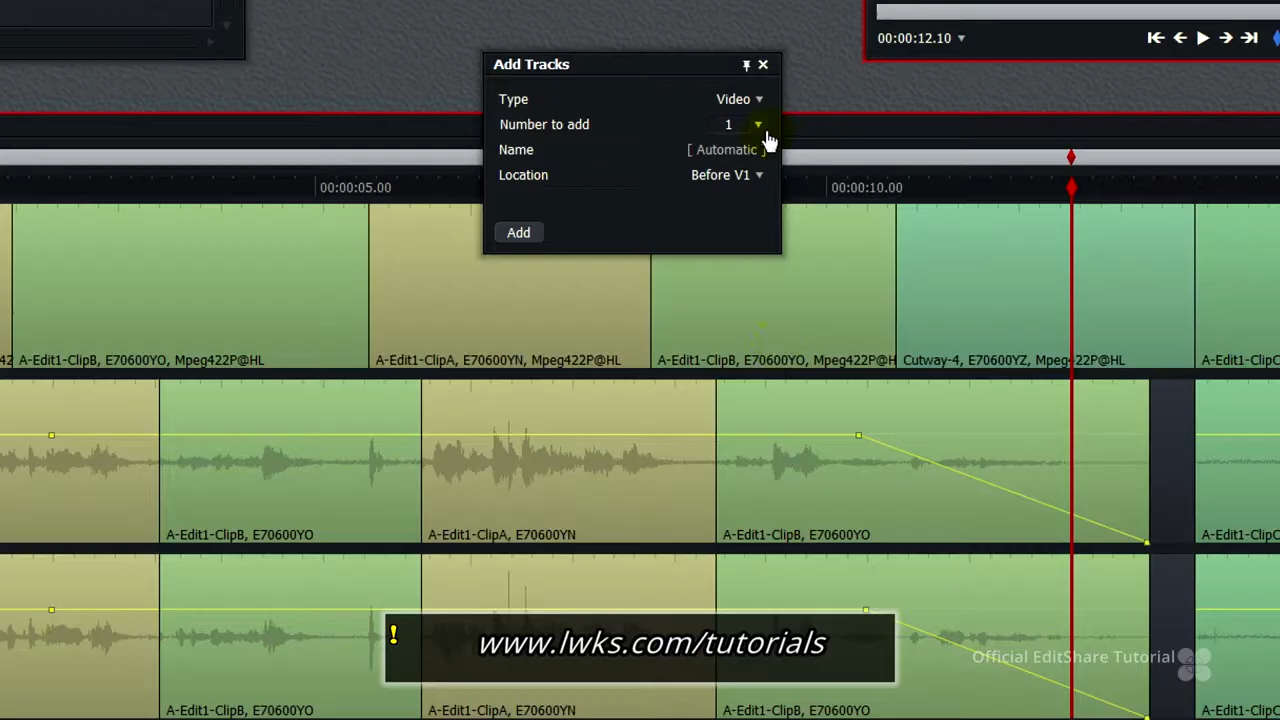 Add Tracks
00:00:12.10
Type Video
Number to add 1
Name [ Automatic ]
Location Before V1
Add
00:00:05.00 00:00:10.00
42 A-Edit1-ClipB, E70600YO, Mpeg422P@HL A-Edit1-ClipA, E70600YN, Mpeg422P@HL A-Edit1-ClipB, E70600YO, Mpeg422P@H Cutway-4, E70600YZ, Mpeg422P@HL A-Edit1-ClipC
A-Edit1-ClipB, E70600YO A-Edit1-ClipA, E70600YN A-Edit1-ClipB, E70600YO A-Edit1-ClipC
! www.lwks.com/tutorials
Official EditShare Tutorial
A-Edit1-ClipB, E70600YO A-Edit1-ClipA, E70600YN A-Edit1-ClipB, E70600YO A-Edit1-ClipC